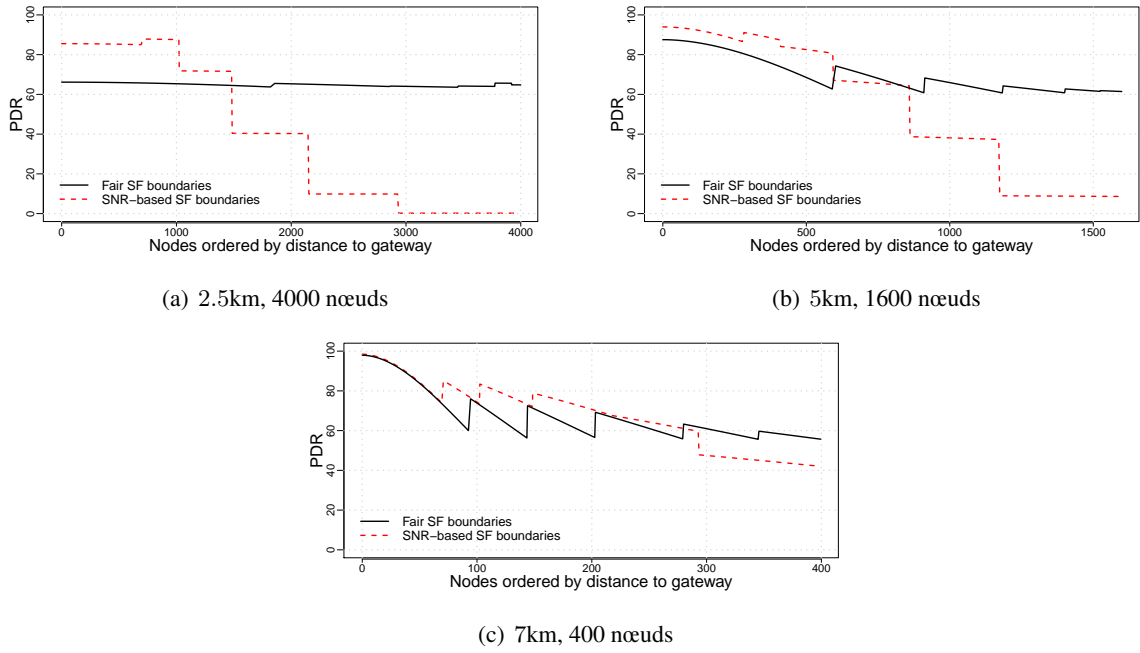 100
80
60
40
20
0
PDR
Fair SF boundaries
SNR−based SF boundaries
0 1000 2000 3000 4000
Nodes ordered by distance to gateway
(a) 2.5km, 4000 nœuds
100
80
60
40
20
0
PDR
Fair SF boundaries
SNR−based SF boundaries
0 500 1000 1500
Nodes ordered by distance to gateway
(b) 5km, 1600 nœuds
100
80
60
40
20
0
PDR
Fair SF boundaries
SNR−based SF boundaries
0 100 200 300 400
Nodes ordered by distance to gateway
(c) 7km, 400 nœuds